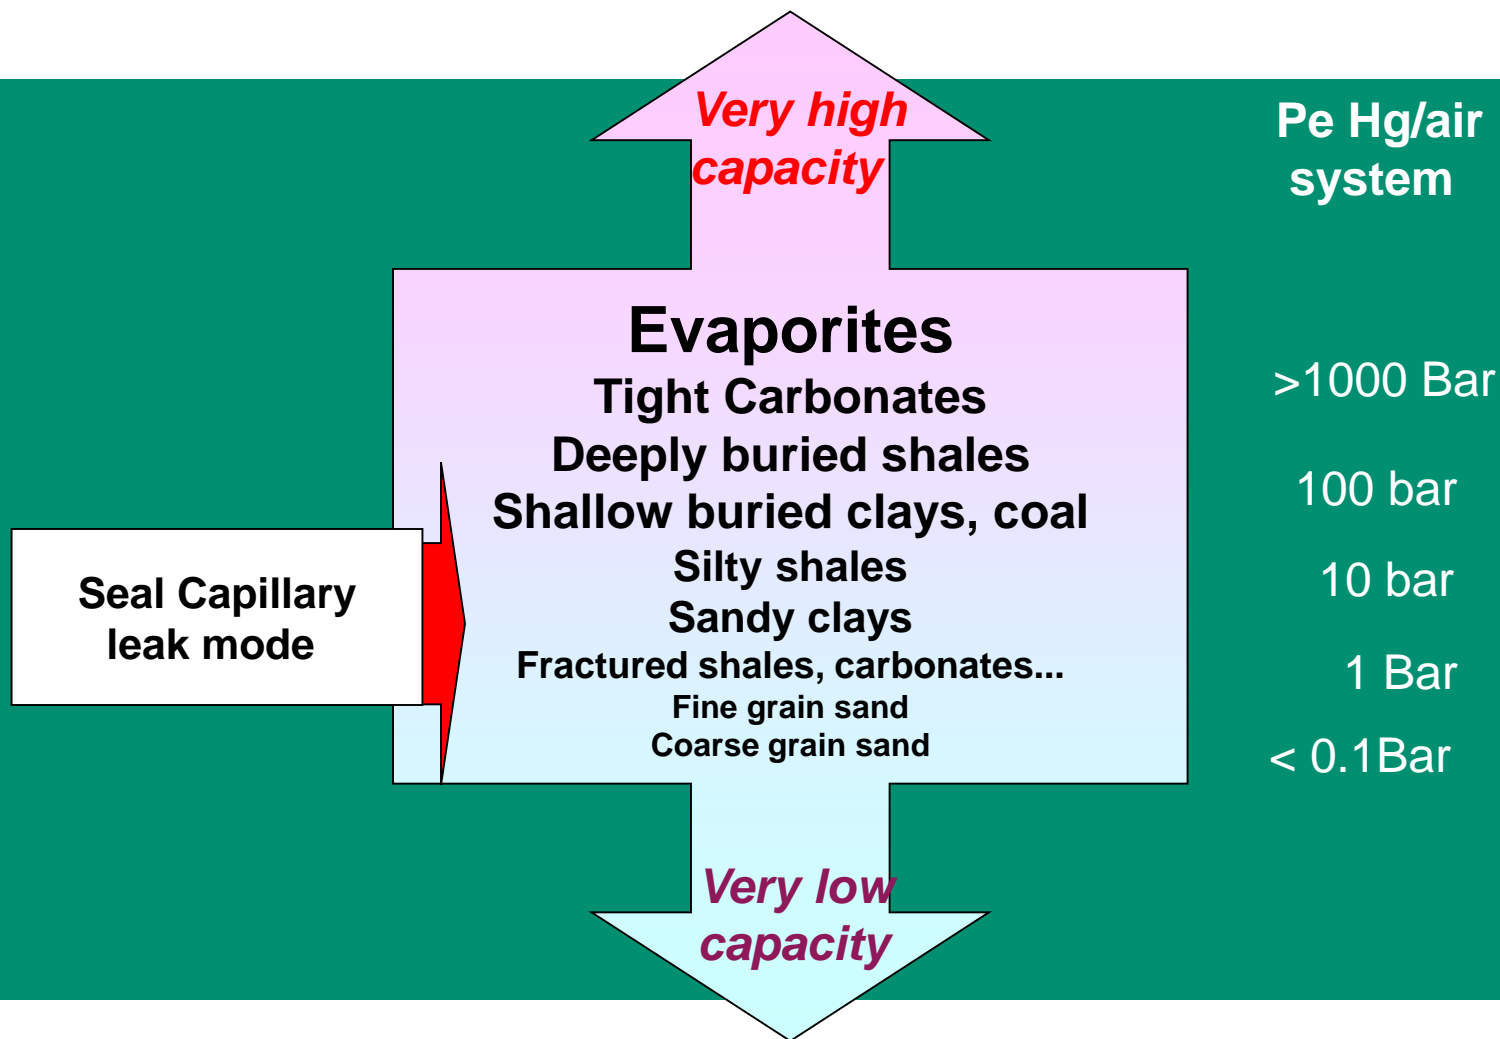 Very high
capacity
Pe Hg/air
system
Evaporites
Tight Carbonates
Deeply buried shales
Shallow buried clays, coal
Silty shales
Sandy clays
Fractured shales, carbonates...
Fine grain sand
Coarse grain sand
>1000 Bar
100 bar
10 bar
1 Bar
< 0.1Bar
Seal Capillary
leak mode
Very low
capacity